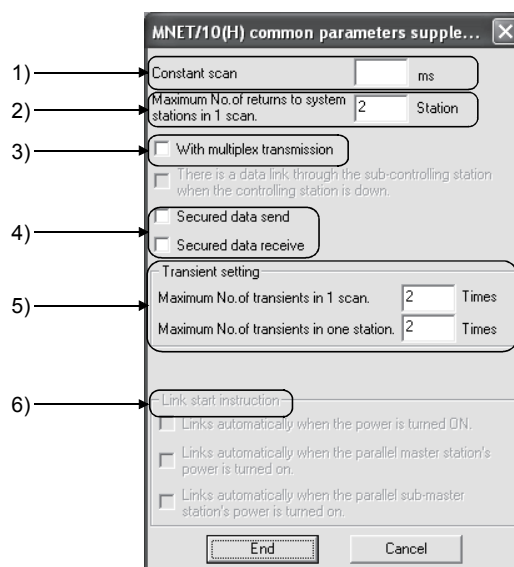 MNET/10(H) common parameters supple...
1)
Constant scan ms
2)
Maximum No.of returns to system
stations in 1 scan. 2 Station
3)
With multiplex transmission
There is a data link through the sub-controlling station
when the controlling station is down.
4)
Secured data send
Secured data receive
Transient setting
5)
Maximum No.of transients in 1 scan. 2 Times
Maximum No.of transients in one station. 2 Times
6)
Link start instruction
Links automatically when the power is turned ON.
Links automatically when the parallel master station's
power is turned on.
Links automatically when the parallel sub-master
station's power is turned on.
End Cancel